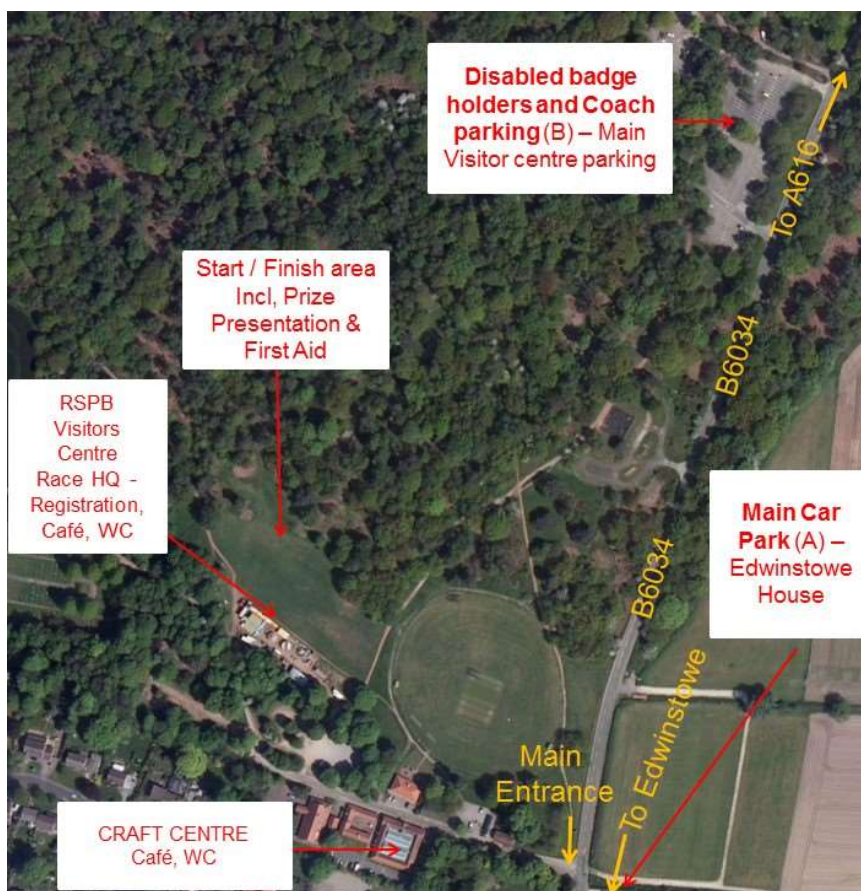 Disabled badge
holders and Coach
parking (B) – Main
Visitor centre parking
To A616
Start / Finish area
Incl, Prize
Presentation &
First Aid
B6034
RSPB
Visitors
Centre
Race HQ -
Registration,
Café, WC
Main Car
Park (A) –
Edwinstowe
House
B6034
To Edwinstowe
Main
Entrance
CRAFT CENTRE
Café, WC